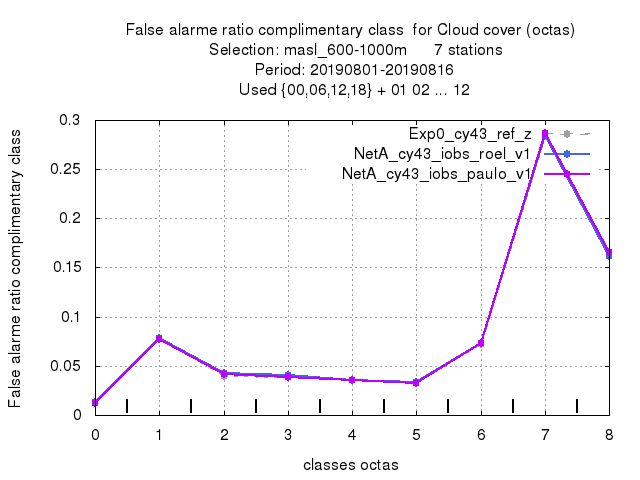 False alarme ratio complimentary class  for Cloud cover (octas)
Selection: masl_600-1000m      7 stations
Period: 20190801-20190816
Used {00,06,12,18} + 01 02 ... 12
False alarme ratio complimentary class
0.3
0.25
0.2
0.15
0.1
0.05
0
Exp0_cy43_ref_z
NetA_cy43_iobs_roel_v1
NetA_cy43_iobs_paulo_v1
0 1 2 3 4 5 6 7 8
classes octas